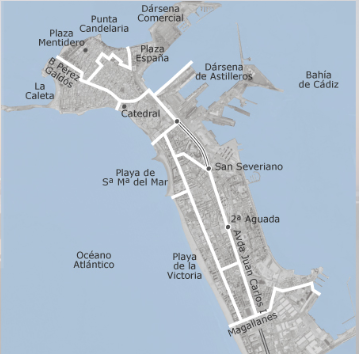 Dársena
Comercial
Punta
Candelaria
Plaza
Mentidero
Plaza
España
B Pérez
Galdós
Dársena
de Astilleros
Bahía
de Cádiz
La
Caleta
Catedral
San Severiano
Playa de
Sª Mª del Mar
2ª Aguada
Océano
Atlántico
Playa
de la
Victoria
Avda Juan Carlos I
Magallanes